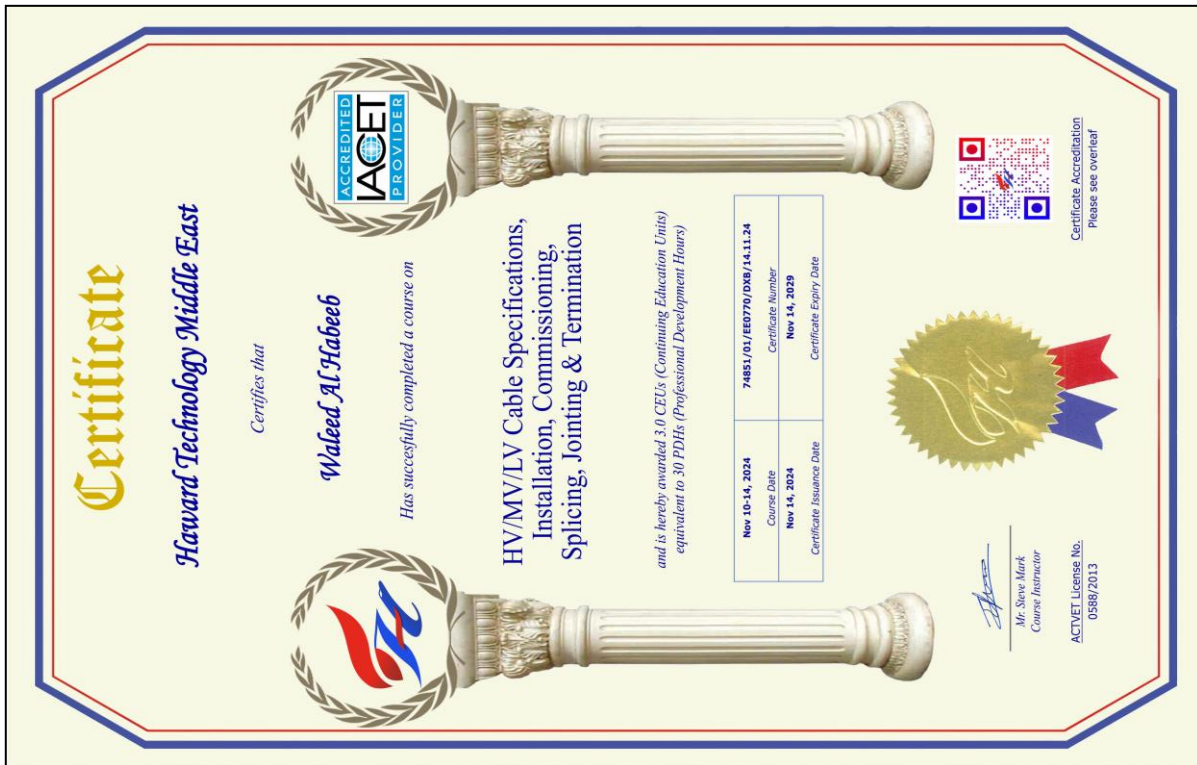 Certificate
Haward Technology Middle East
Certifies that
Waleed Al Habeeb
Has succesfully completed a course on
HV/MV/LV Cable Specifications,
Installation, Commissioning,
Splicing, Jointing & Termination
and is hereby awarded 3.0 CEUs (Continuing Education Units)
equivalent to 30 PDHs (Professional Development Hours)
Nov 10-14, 2024
Course Date
74851/01/EE0770/DXB/14.11.24
Certificate Number
Nov 14, 2024
Certificate Issuance Date
Nov 14, 2029
Certificate Expiry Date
ACCREDITED
IACET
PROVIDER
Mr. Steve Mark
Course Instructor
ACTVET License No.
0588/2013
Certificate Accreditation
Please see overleaf